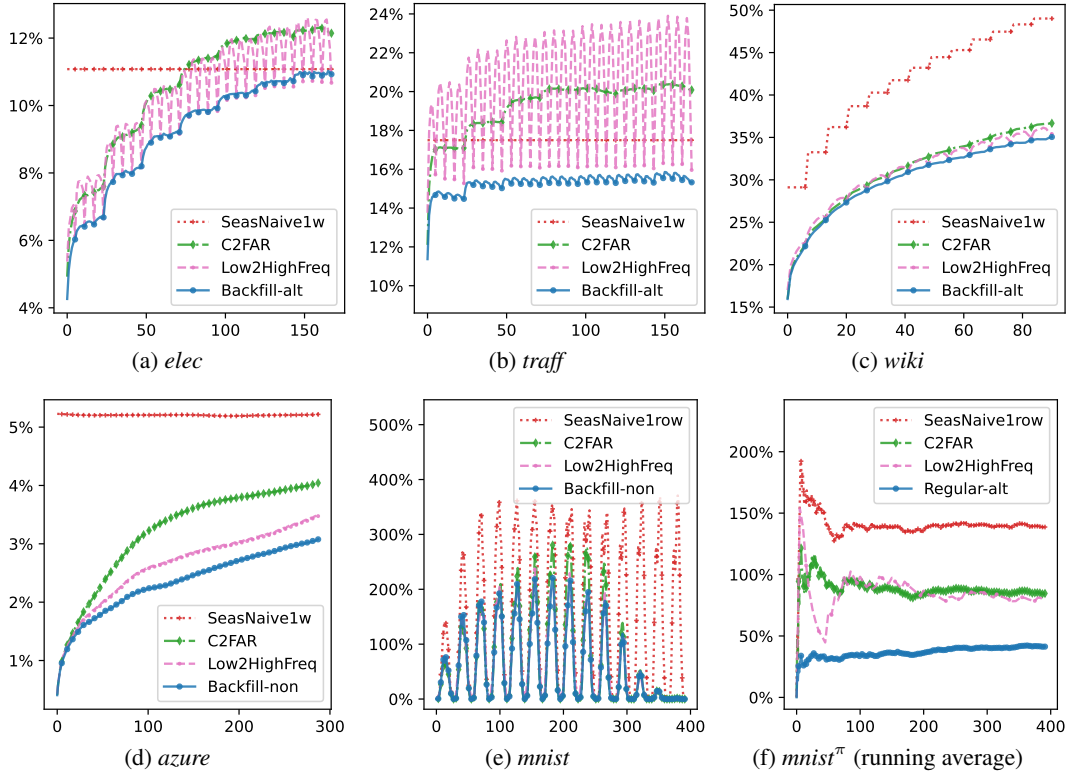 12%
10%
8%
6%
4%
0
50
100
150
SeasNaive1w
C2FAR
Low2HighFreq
Backfill-alt
(a) elec
24%
22%
20%
18%
16%
14%
12%
10%
0
50
100
150
SeasNaive1w
C2FAR
Low2HighFreq
Backfill-alt
(b) traff
50%
45%
40%
35%
30%
25%
20%
15%
0
20
40
60
80
SeasNaive1w
C2FAR
Low2HighFreq
Backfill-alt
(c) wiki
5%
4%
3%
2%
1%
0
100
200
300
SeasNaive1w
C2FAR
Low2HighFreq
Backfill-non
(d) azure
500%
400%
300%
200%
100%
0%
0
100
200
300
400
SeasNaive1row
C2FAR
Low2HighFreq
Backfill-non
(e) mnist
200%
150%
100%
50%
0%
0
100
200
300
400
SeasNaive1row
C2FAR
Low2HighFreq
Regular-alt
(f) mnist^π (running average)